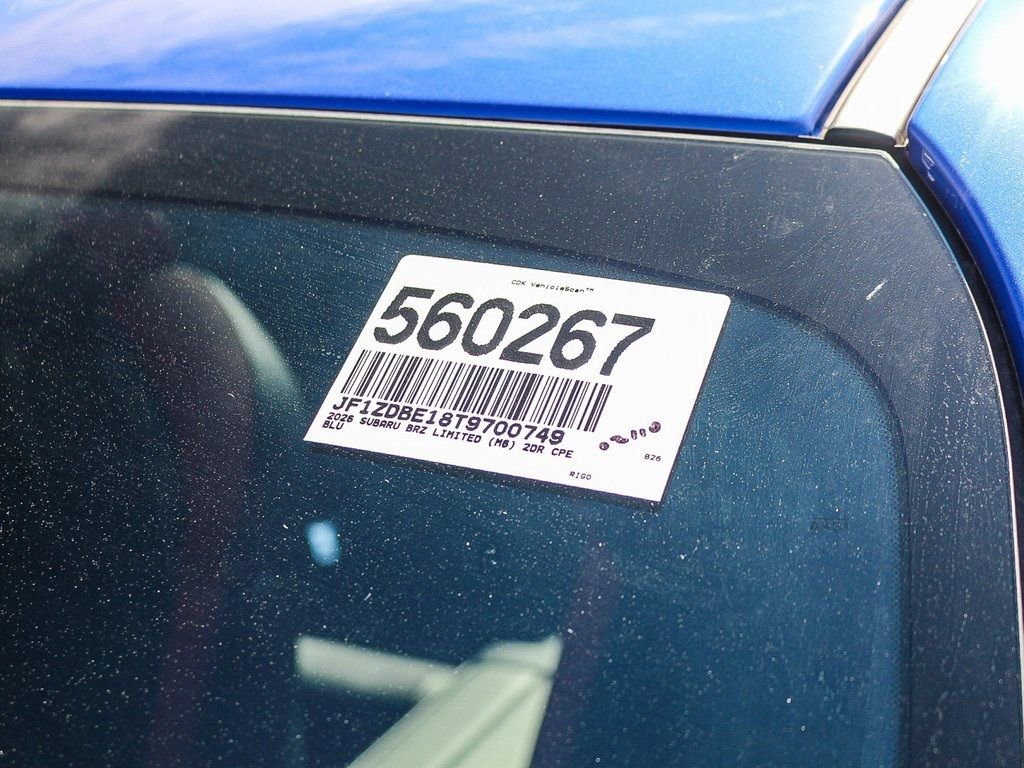 CDK VehicleScan™
560267
JF1ZDBE18T9700749
2026 SUBARU BRZ LIMITED (M6) 2DR CPE
BLU
B26
RIGO